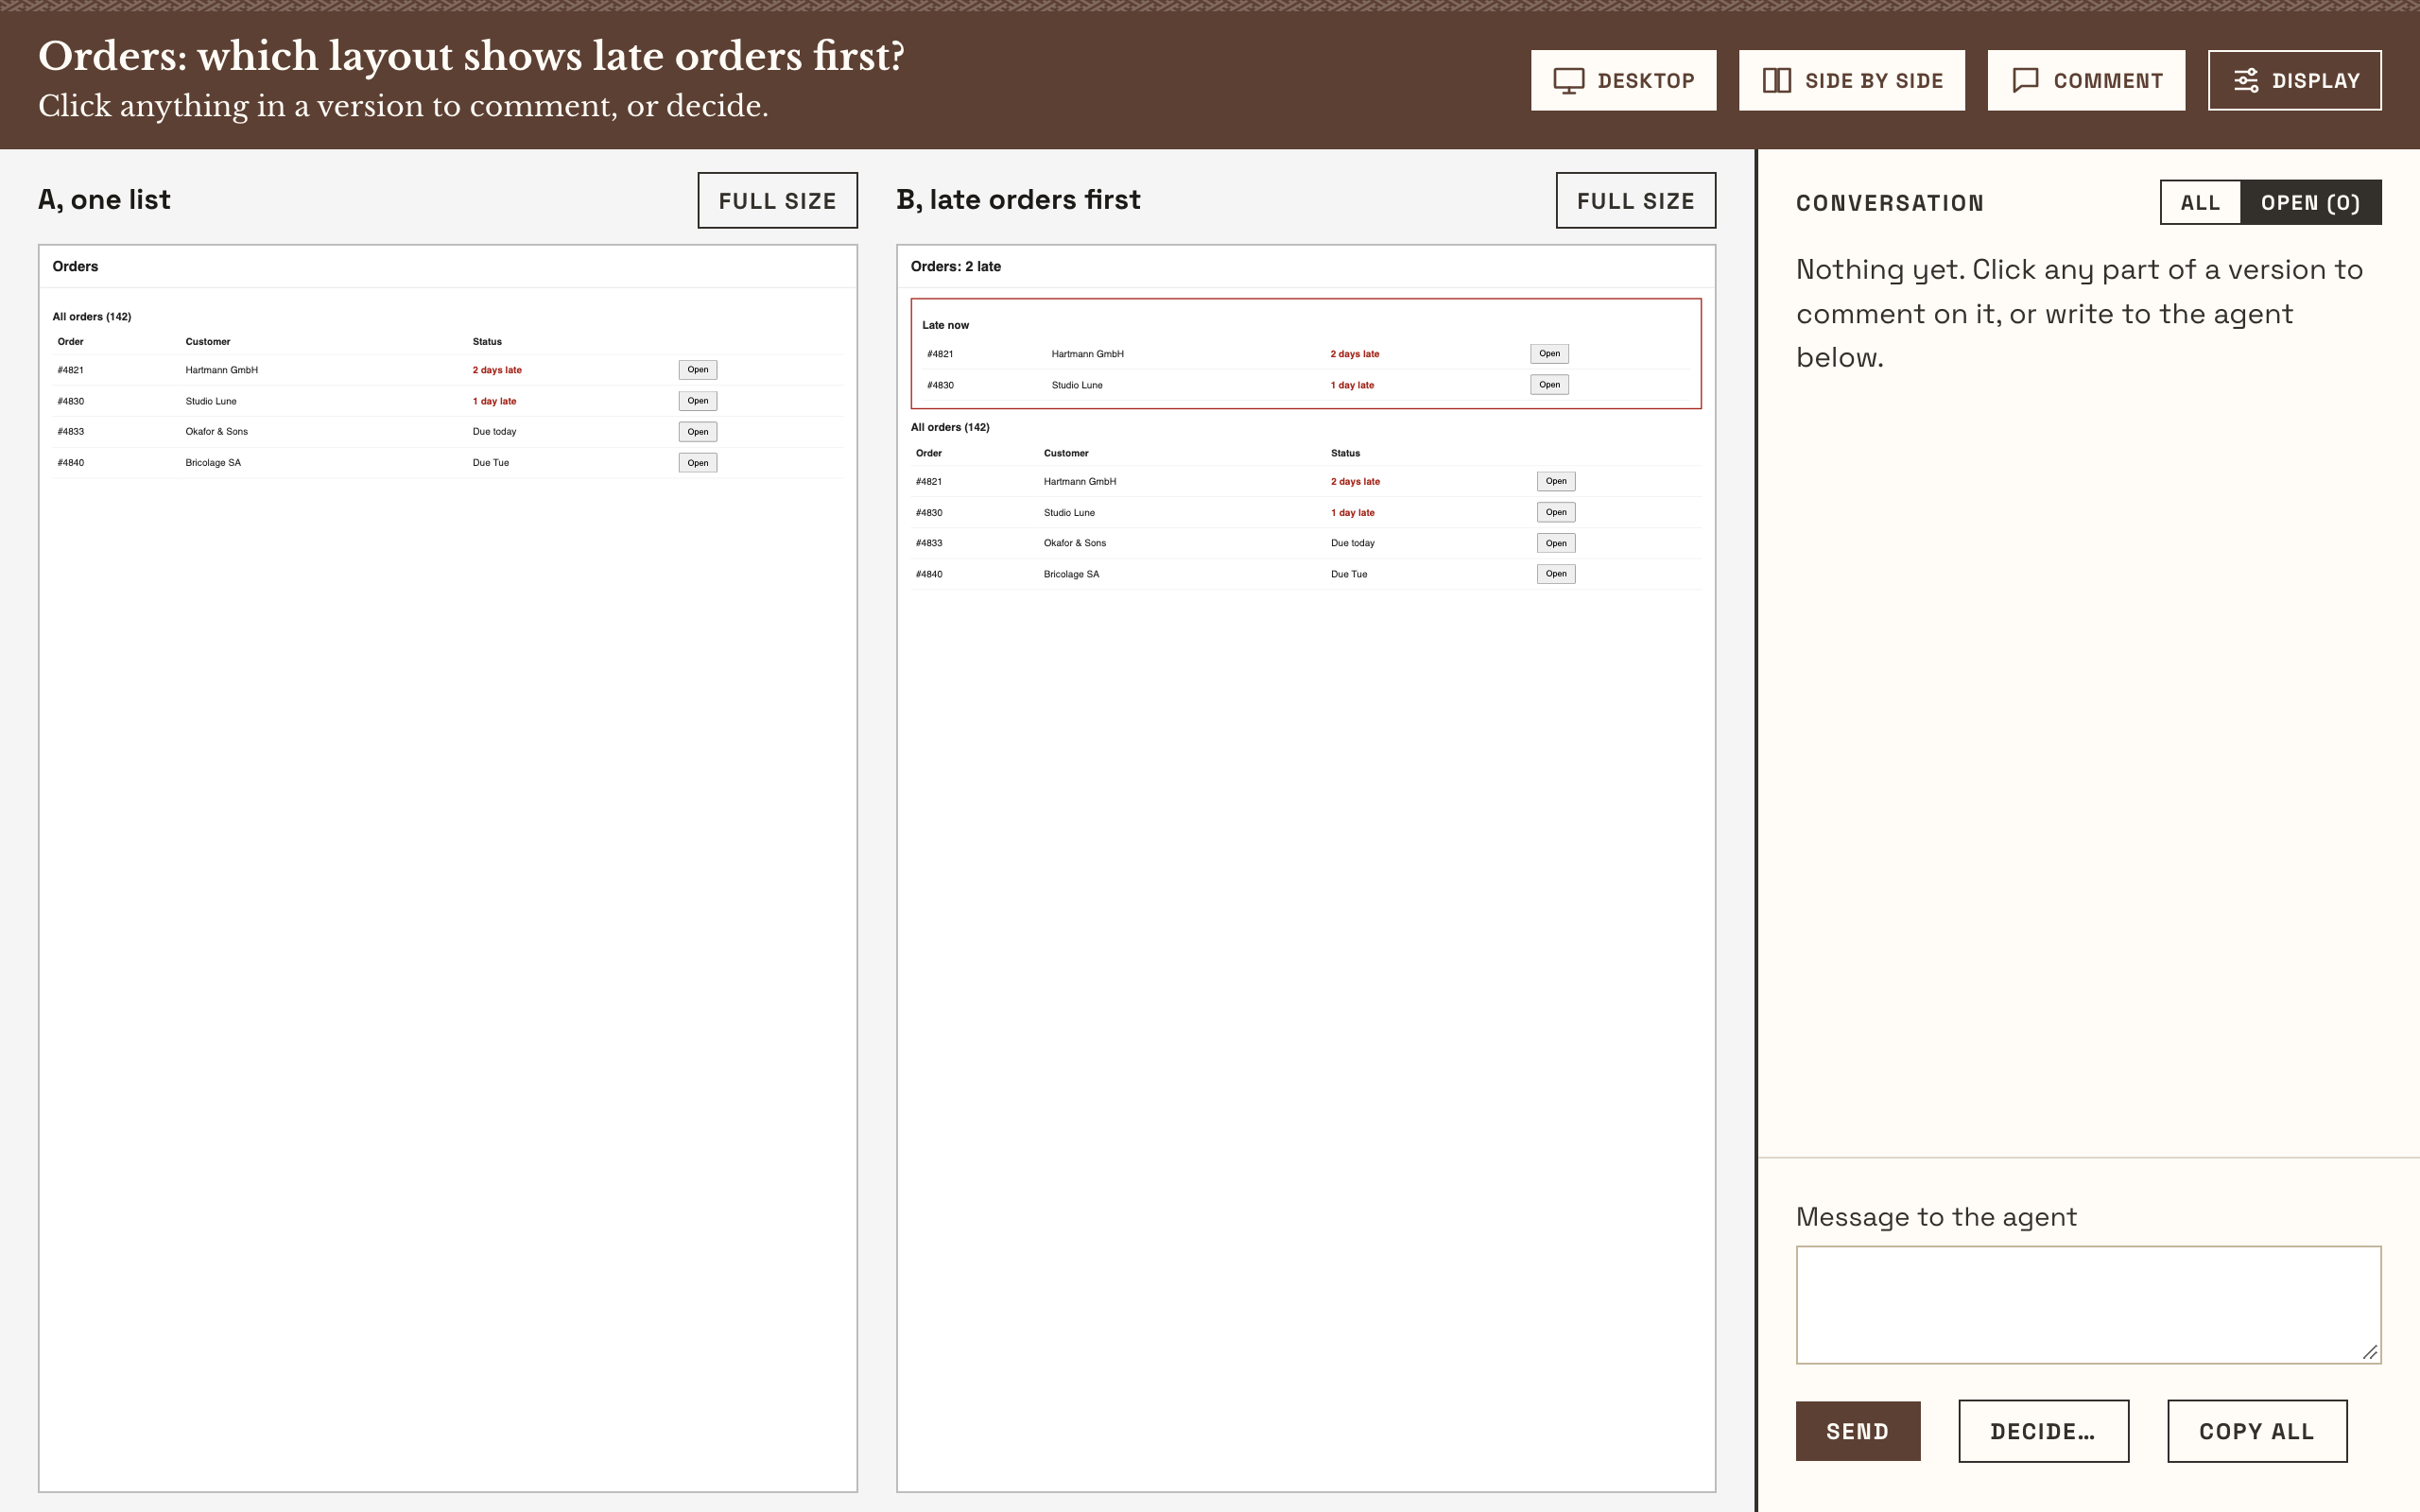 Orders: which layout shows late orders first?
Click anything in a version to comment, or decide.
DESKTOP
SIDE BY SIDE
COMMENT
DISPLAY
A, one list
FULL SIZE
Orders
All orders (142)
Order Customer Status
#4821 Hartmann GmbH 2 days late Open
#4830 Studio Lune 1 day late Open
#4833 Okafor & Sons Due today Open
#4840 Bricolage SA Due Tue Open
B, late orders first
FULL SIZE
Orders: 2 late
Late now
#4821 Hartmann GmbH 2 days late Open
#4830 Studio Lune 1 day late Open
All orders (142)
Order Customer Status
#4821 Hartmann GmbH 2 days late Open
#4830 Studio Lune 1 day late Open
#4833 Okafor & Sons Due today Open
#4840 Bricolage SA Due Tue Open
CONVERSATION
ALL
OPEN (0)
Nothing yet. Click any part of a version to
comment on it, or write to the agent
below.
Message to the agent
SEND
DECIDE…
COPY ALL